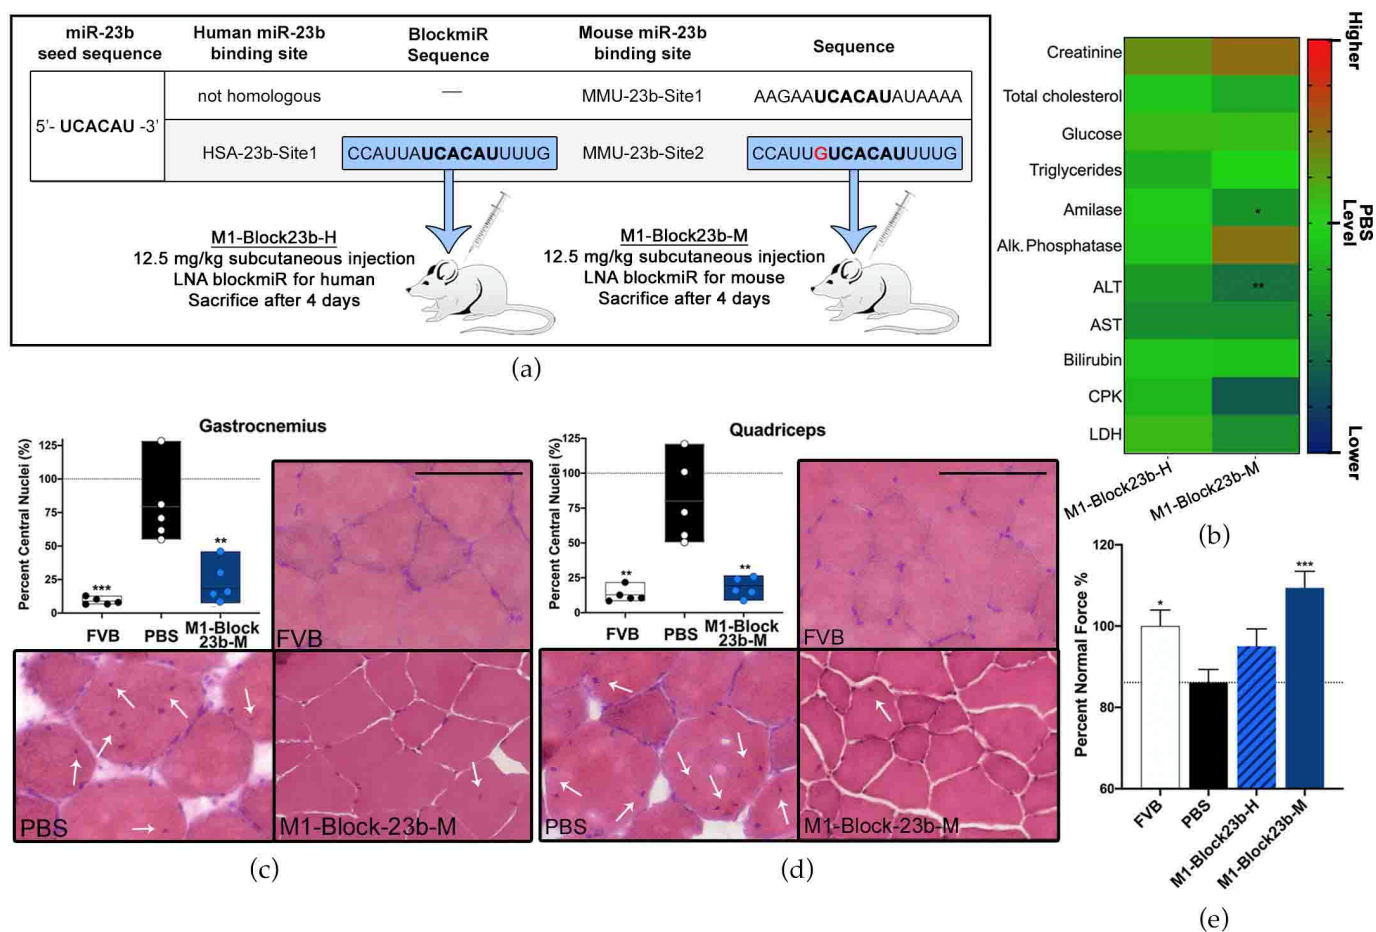 miR-23b
seed sequence
Human miR-23b
binding site
BlockmiR
Sequence
Mouse miR-23b
binding site
Sequence
5'- UCACAU -3'
not homologous
—
MMU-23b-Site1
AAGAAUCACAUAUAAAA
HSA-23b-Site1
CCAUUAUCACAUUUUG
MMU-23b-Site2
CCAUUGUCACAUUUUG
M1-Block23b-H
12.5 mg/kg subcutaneous injection
LNA blockmiR for human
Sacrifice after 4 days
M1-Block23b-M
12.5 mg/kg subcutaneous injection
LNA blockmiR for mouse
Sacrifice after 4 days
(a)
Creatinine
Total cholesterol
Glucose
Triglycerides
Amilase
*
Alk. Phosphatase
ALT
**
AST
Bilirubin
CPK
LDH
M1-Block23b-H
M1-Block23b-M
Higher
PBS
Level
Lower
(b)
Gastrocnemius
Percent Central Nuclei (%)
125
100
75
50
25
0
***
**
FVB
PBS
M1-Block
23b-M
FVB
PBS
M1-Block-23b-M
(c)
Quadriceps
Percent Central Nuclei (%)
125
100
75
50
25
0
**
**
FVB
PBS
M1-Block
23b-M
FVB
PBS
M1-Block-23b-M
(d)
Percent Normal Force %
120
100
80
60
*
***
FVB
PBS
M1-Block23b-H
M1-Block23b-M
(e)